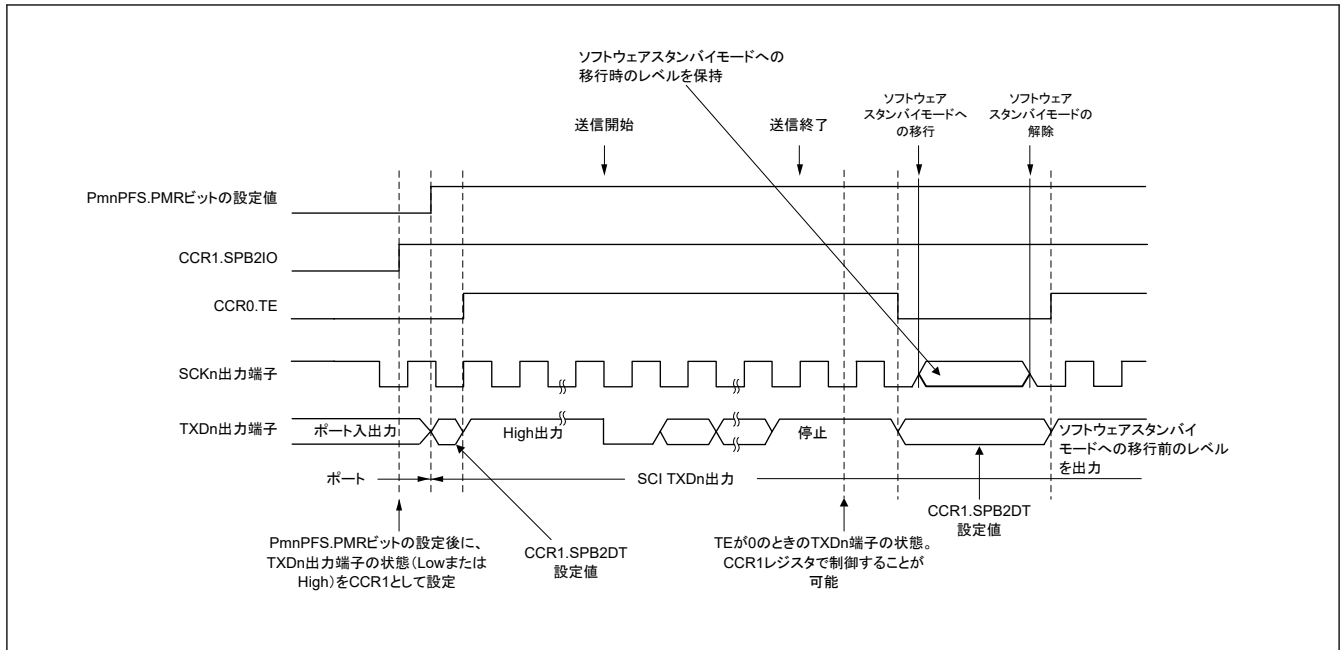 ソフトウェアスタンバイモードへの
移行時のレベルを保持
送信開始
送信終了
ソフトウェア
スタンバイモードへ
の移行
ソフトウェア
スタンバイモードの
解除
PmnPFS.PMRビットの設定値
CCR1.SPB2IO
CCR0.TE
SCKn出力端子
TXDn出力端子
ポート入出力
High出力
停止
ソフトウェアスタンバイ
モードへの移行前のレベル
を出力
ポート
SCI TXDn出力
PmnPFS.PMRビットの設定後に、
TXDn出力端子の状態(Lowまたは
High)をCCR1として設定
CCR1.SPB2DT
設定値
TEが0のときのTXDn端子の状態。
CCR1レジスタで制御することが
可能
CCR1.SPB2DT
設定値